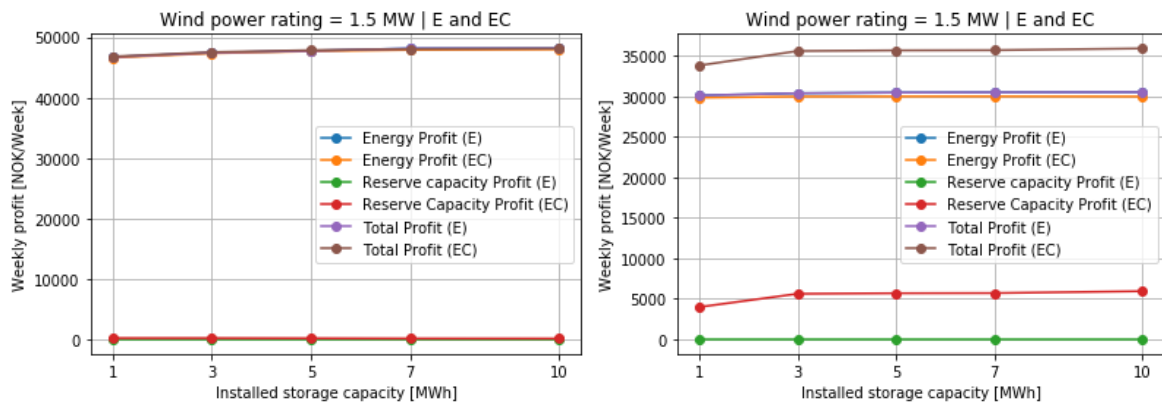 Wind power rating = 1.5 MW | E and EC
Weekly profit [NOK/Week]
50000
40000
30000
20000
10000
0
Energy Profit (E)
Energy Profit (EC)
Reserve capacity Profit (E)
Reserve Capacity Profit (EC)
Total Profit (E)
Total Profit (EC)
1 3 5 7 10
Installed storage capacity [MWh]
Wind power rating = 1.5 MW | E and EC
Weekly profit [NOK/Week]
35000
30000
25000
20000
15000
10000
5000
0
Energy Profit (E)
Energy Profit (EC)
Reserve capacity Profit (E)
Reserve Capacity Profit (EC)
Total Profit (E)
Total Profit (EC)
1 3 5 7 10
Installed storage capacity [MWh]